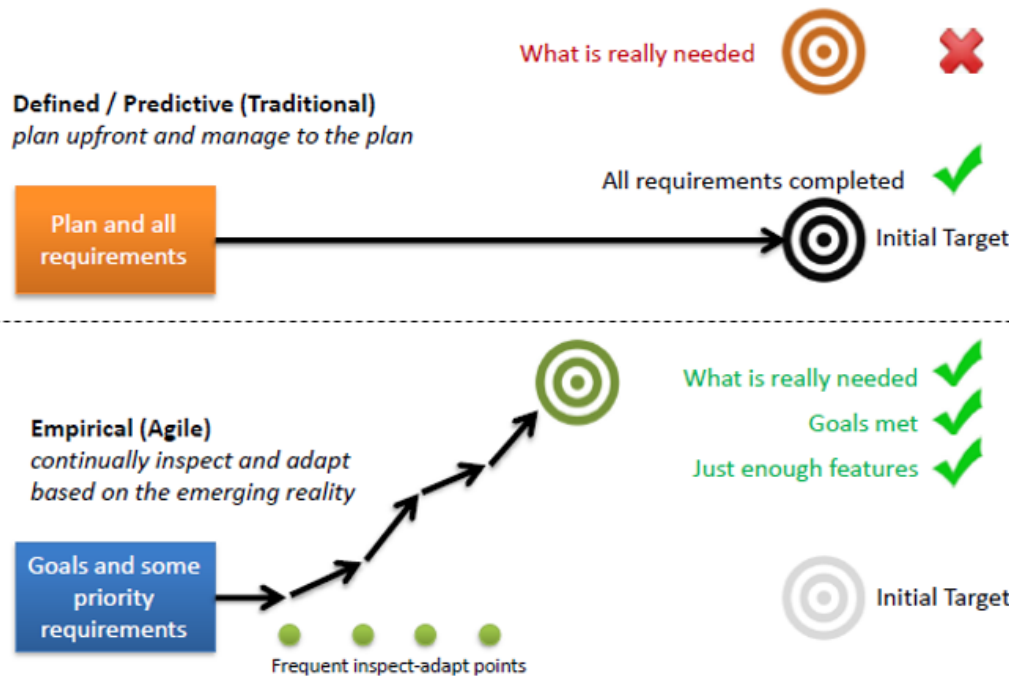 What is really needed
Defined / Predictive (Traditional)
plan upfront and manage to the plan
All requirements completed
Plan and all
requirements
Initial Target
What is really needed
Goals met
Just enough features
Empirical (Agile)
continually inspect and adapt
based on the emerging reality
Goals and some
priority
requirements
Initial Target
Frequent inspect-adapt points